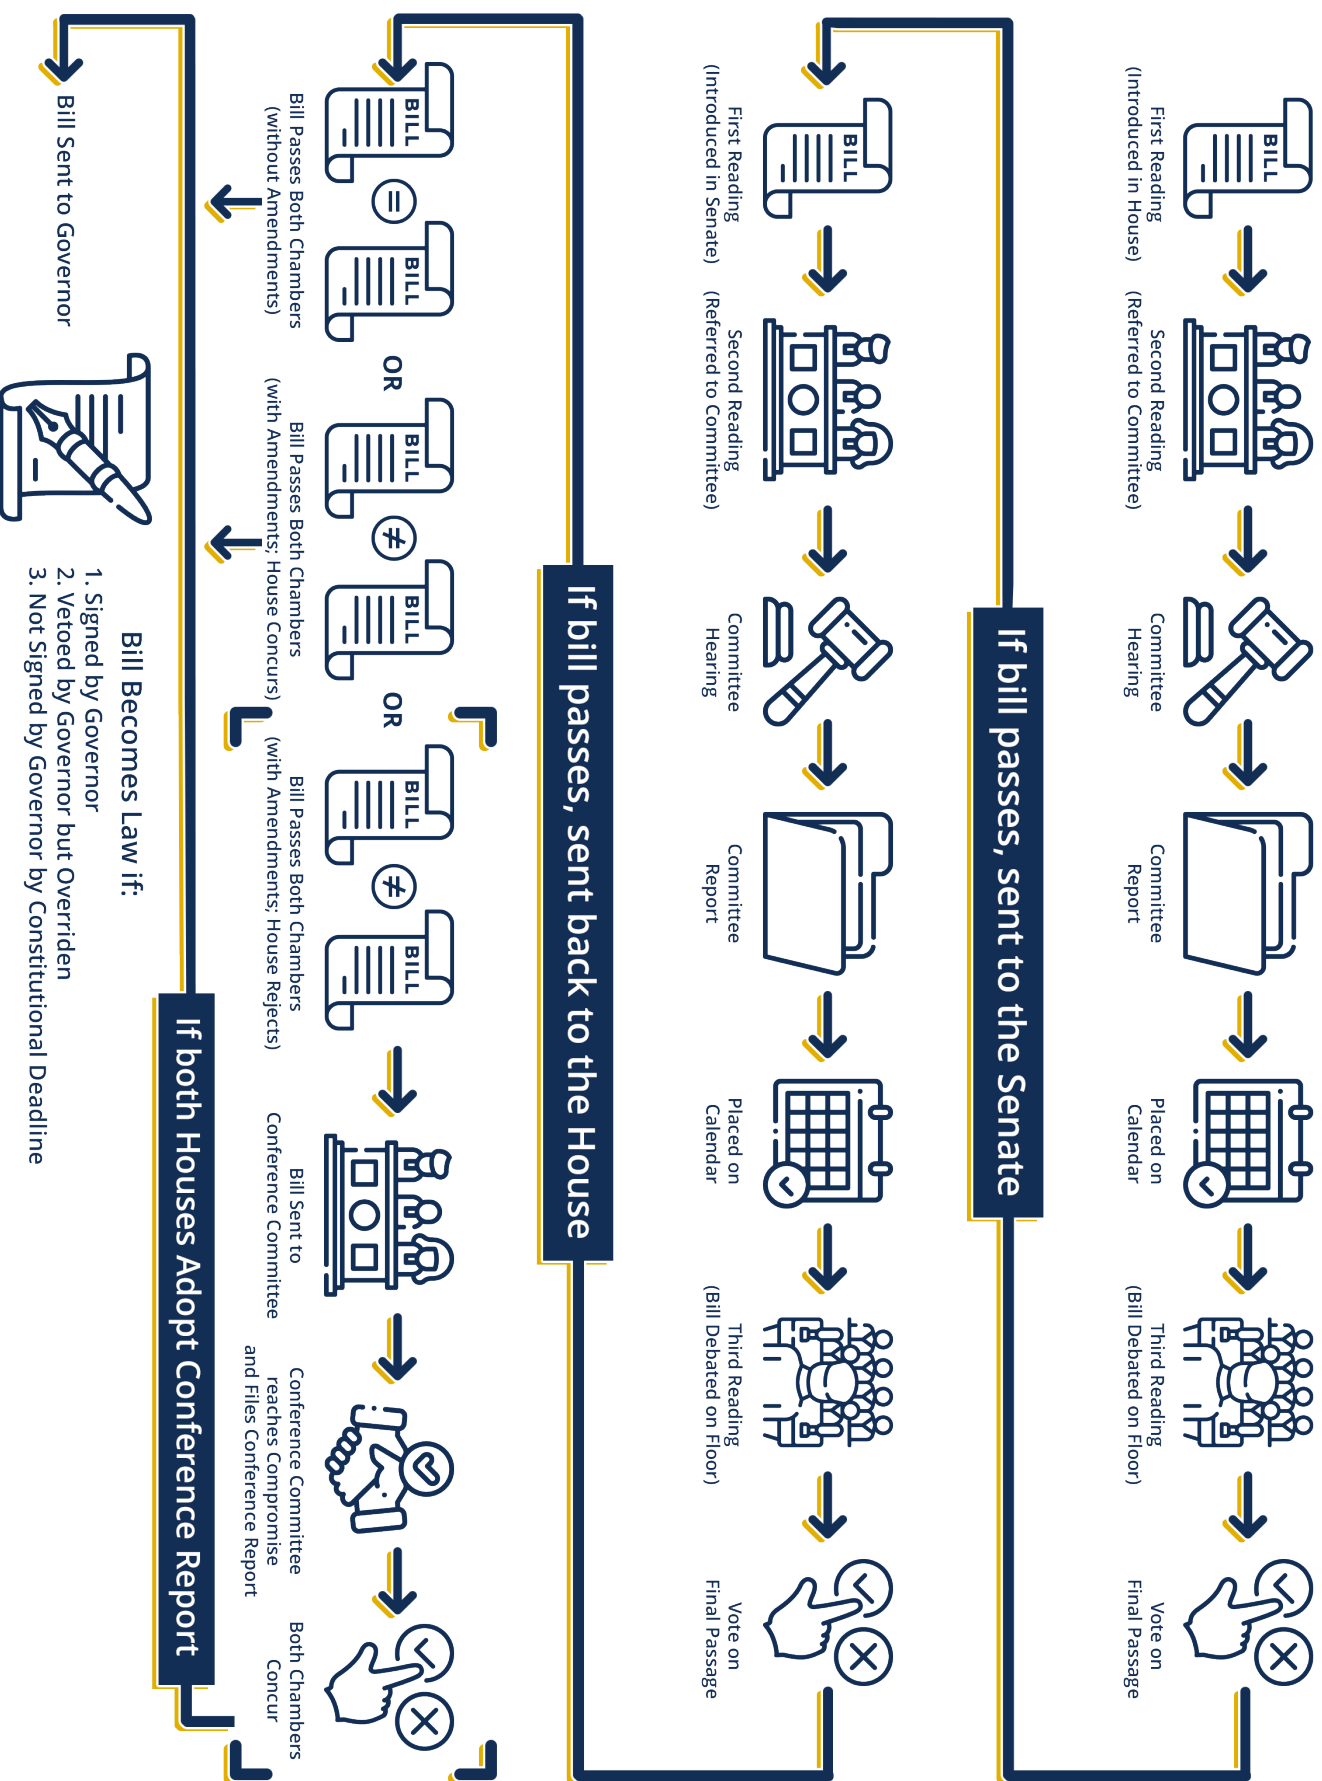 BILL
First Reading
(Introduced in House)
Second Reading
(Referred to Committee)
Committee
Hearing
Committee
Report
Placed on
Calendar
Third Reading
(Bill Debated on Floor)
Vote on
Final Passage
If bill passes, sent to the Senate
BILL
First Reading
(Introduced in Senate)
Second Reading
(Referred to Committee)
Committee
Hearing
Committee
Report
Placed on
Calendar
Third Reading
(Bill Debated on Floor)
Vote on
Final Passage
If bill passes, sent back to the House
BILL
=
BILL
Bill Passes Both Chambers
(without Amendments)
OR
BILL
≠
BILL
Bill Passes Both Chambers
(with Amendments; House Concurs)
OR
BILL
≠
BILL
Bill Passes Both Chambers
(with Amendments; House Rejects)
Bill Sent to
Conference Committee
Conference Committee
reaches Compromise
and Files Conference Report
Both Chambers
Concur
If both Houses Adopt Conference Report
Bill Sent to Governor
Bill Becomes Law if:
1. Signed by Governor
2. Vetoed by Governor but Overriden
3. Not Signed by Governor by Constitutional Deadline